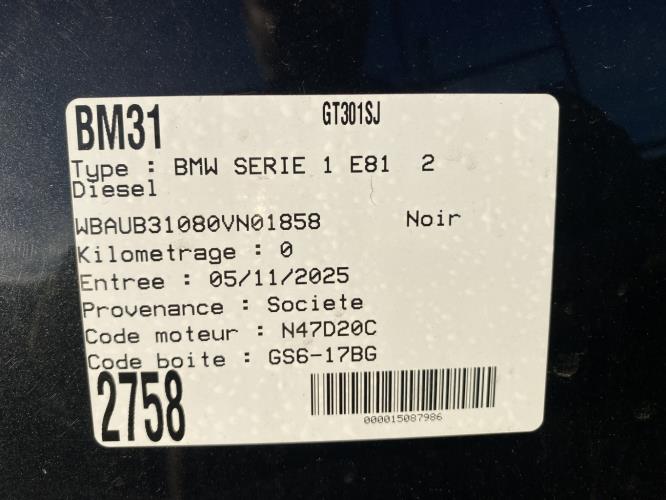 BM31 GT301SJ
Type : BMW SERIE 1 E81 2
Diesel
WBAUB31080VN01858 Noir
Kilometrage : 0
Entree : 05/11/2025
Provenance : Societe
Code moteur : N47D20C
Code boite : GS6-17BG
2758
000015087986